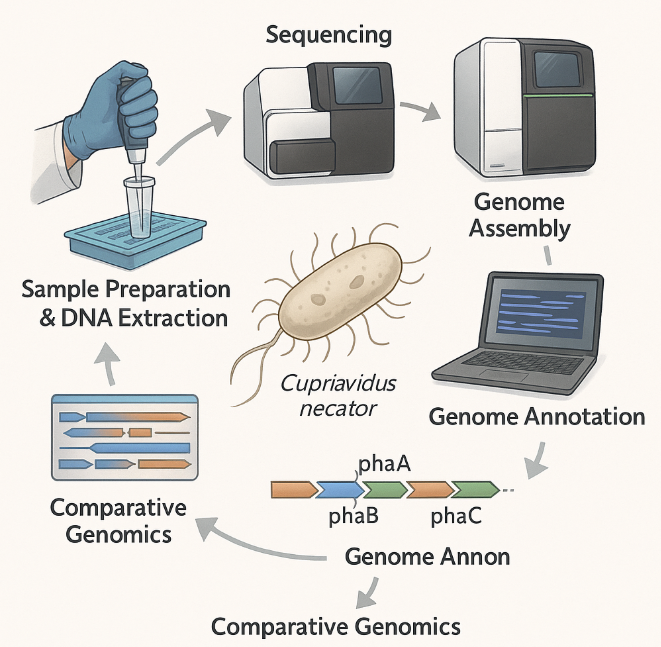 Sequencing
Genome
Assembly
Sample Preparation
& DNA Extraction
Cupriavidus
necator
Genome Annotation
phaA
phaB
phaC
Comparative
Genomics
Genome Annon
Comparative Genomics